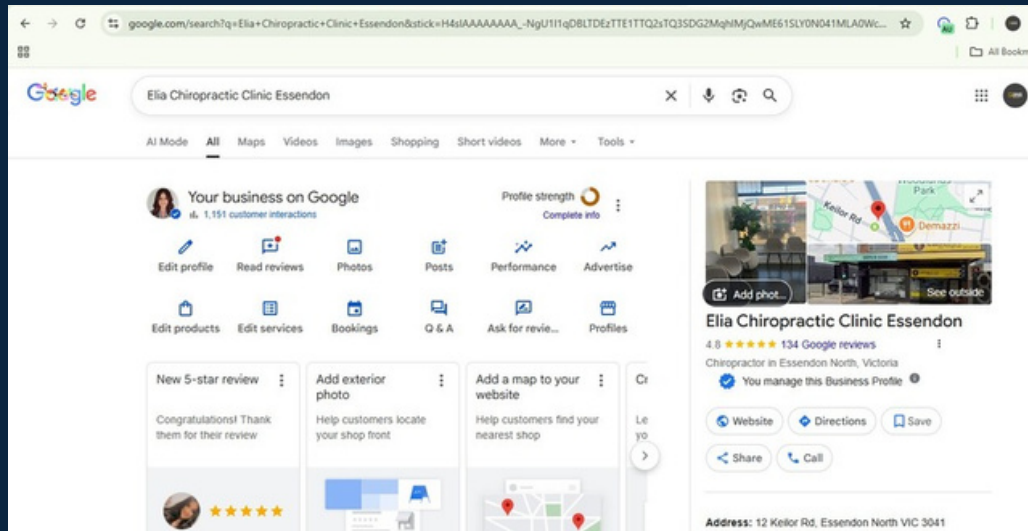 google.com/search?q=Elia+Chiropractic+Clinic+Essendon&stick=
AU
All Bookm
Google
Elia Chiropractic Clinic Essendon
AI Mode All Maps Videos Images Shopping Short videos More Tools
Your business on Google
1,151 customer interactions
Profile strength
Complete info
Edit profile Read reviews Photos Posts Performance Advertise
Edit products Edit services Bookings Q & A Ask for revie... Profiles
New 5-star review
Congratulations! Thank
them for their review
Add exterior
photo
Help customers locate
your shop front
Add a map to your
website
Help customers find your
nearest shop
Cr
Le
yo
Woodlands
Park
Keilor Rd
Demazzi
Add phot...
See outside
Elia Chiropractic Clinic Essendon
4.8 134 Google reviews
Chiropractor in Essendon North, Victoria
You manage this Business Profile
Website Directions Save
Share Call
Address: 12 Keilor Rd, Essendon North VIC 3041